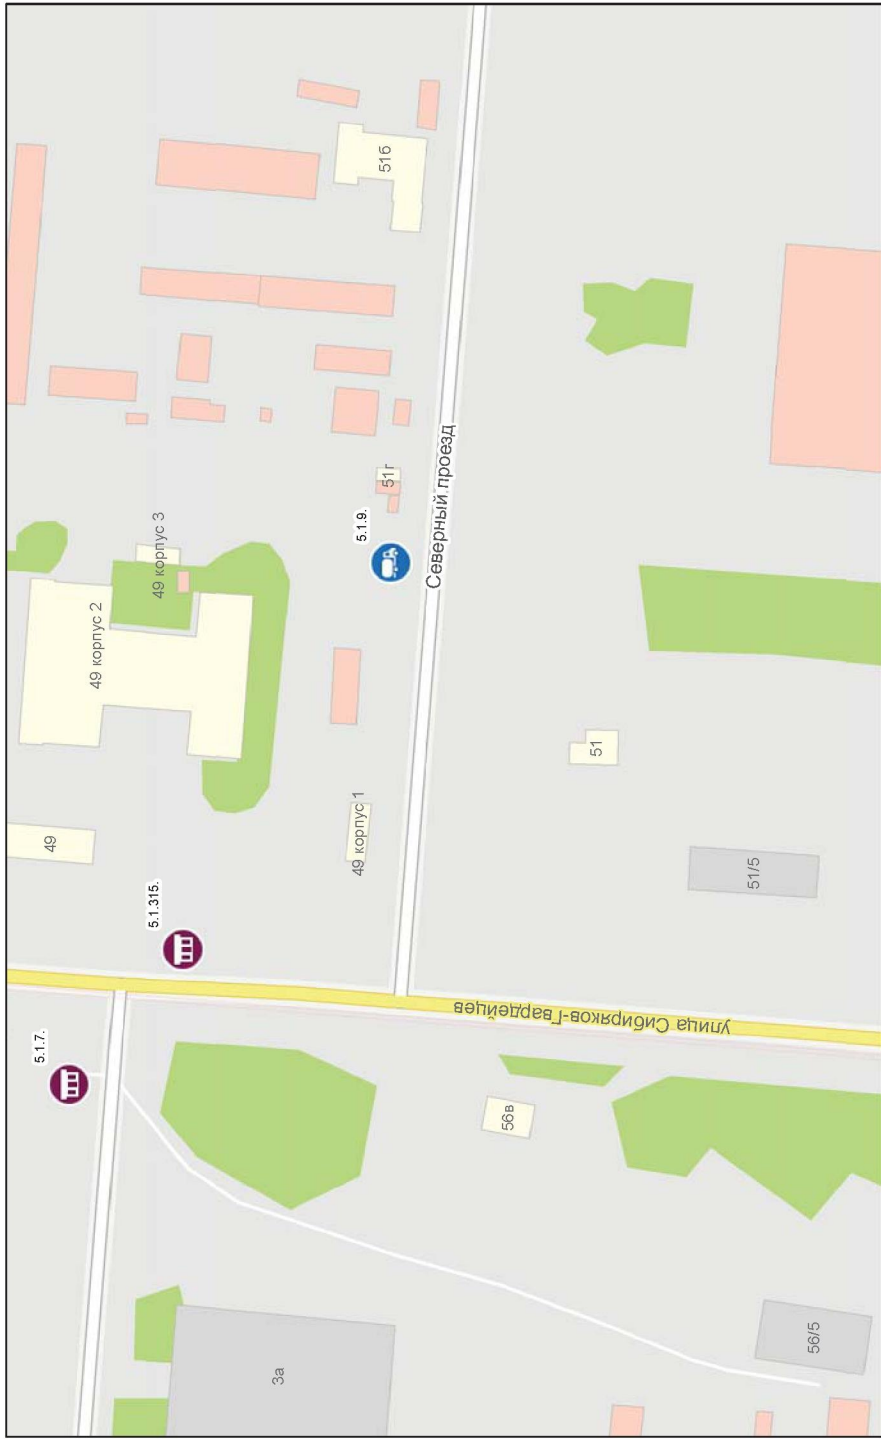 516
51г
Северный проезд
5.1.9.
49 корпус 3
49 корпус 2
49 корпус 1
49
51
51/5
5.1.315.
улица Сибиряков-Гвардейцев
5.1.7.
56в
3а
56/5